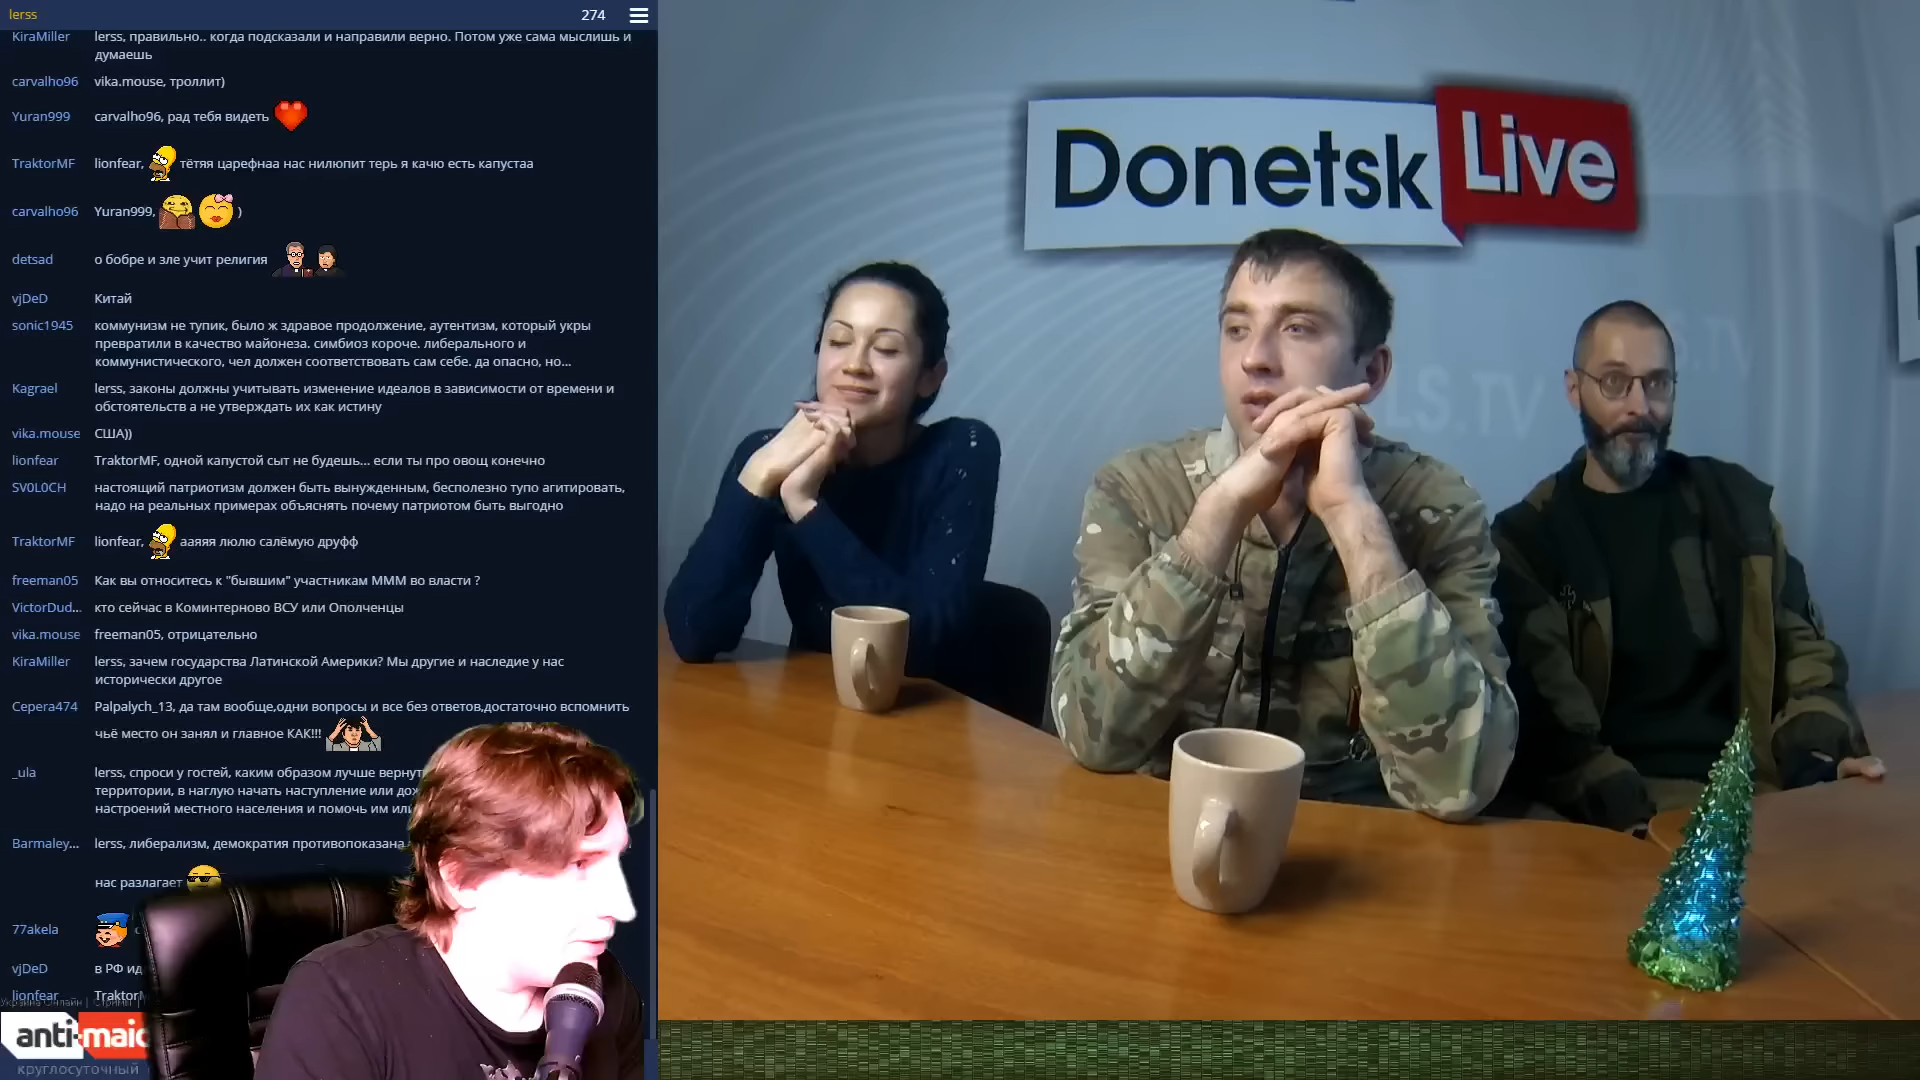 lerss
274
KiraMiller lerss, правильно.. когда подсказали и направили верно. Потом уже сама мыслишь и
думаешь
carvalho96 vika.mouse, троллит)
Yuran999 carvalho96, рад тебя видеть
TraktorMF lionfear, тётяя царефнаа нас нилюпит терь я качю есть капустаа
carvalho96 Yuran999, )
detsad о бобре и зле учит религия
vjDeD Китай
sonic1945 коммунизм не тупик, было ж здравое продолжение, аутентизм, который укры
превратили в качество майонеза. симбиоз короче. либерального и
коммунистического, чел должен соответствовать сам себе. да опасно, но...
Kagrael lerss, законы должны учитывать изменение идеалов в зависимости от времени и
обстоятельств а не утверждать их как истину
vika.mouse США))
lionfear TraktorMF, одной капустой сыт не будешь... если ты про овощ конечно
SV0L0CH настоящий патриотизм должен быть вынужденным, бесполезно тупо агитировать,
надо на реальных примерах объяснять почему патриотом быть выгодно
TraktorMF lionfear, ааяяя люлю салёмую друфф
freeman05 Как вы относитесь к "бывшим" участникам МММ во власти ?
VictorDud... кто сейчас в Коминтерново ВСУ или Ополченцы
vika.mouse freeman05, отрицательно
KiraMiller lerss, зачем государства Латинской Америки? Мы другие и наследие у нас
исторически другое
Cepera474 Palpalych_13, да там вообще,одни вопросы и все без ответов,достаточно вспомнить
чьё место он занял и главное КАК!!!
_ula lerss, спроси у гостей, каким образом лучше
территории, в наглую начать наступление или
настроений местного населения и помочь им
Barmaley... lerss, либерализм, демократия противопоказана
нас разлагает
77akela
vjDeD в РФ
lionfear
anti-
круглосуточный
Donetsk Live
LS.TV